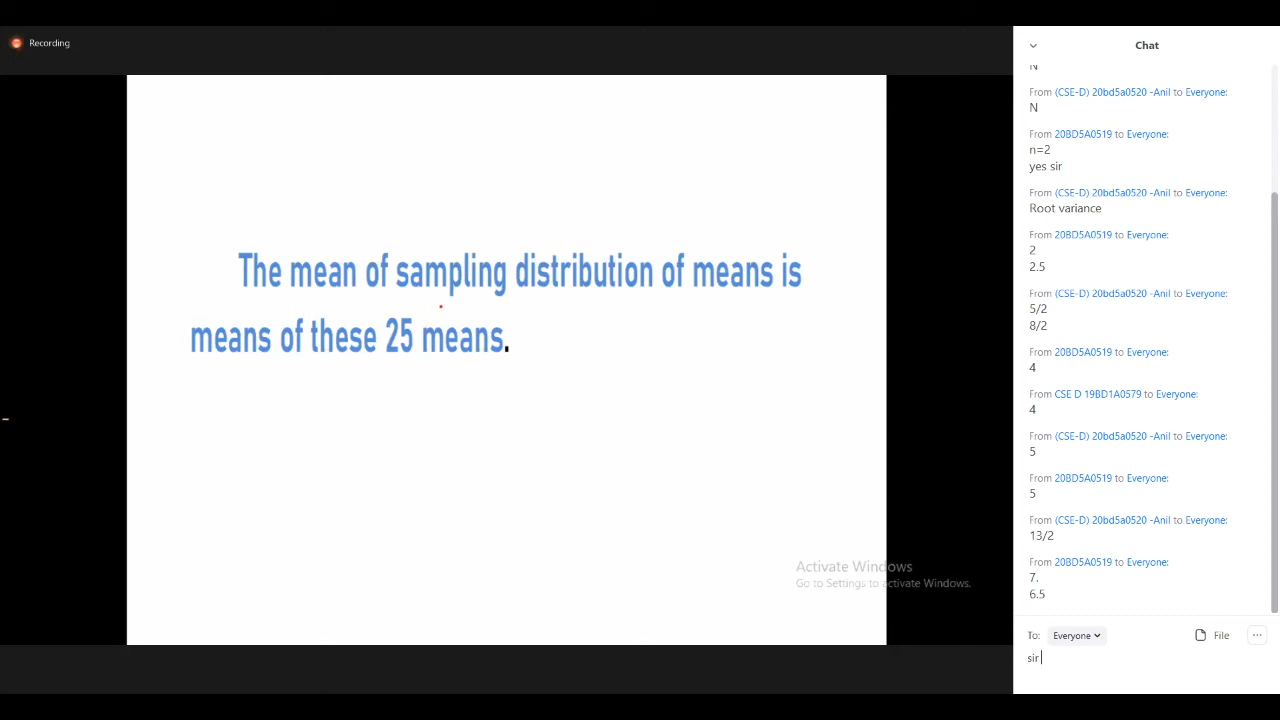 Recording
The mean of sampling distribution of means is
means of these 25 means.
Activate Windows
Go to Settings to activate Windows.
Chat
N
From (CSE-D) 20bd5a0520 -Anil to Everyone:
N
From 20BD5A0519 to Everyone:
n=2
yes sir
From (CSE-D) 20bd5a0520 -Anil to Everyone:
Root variance
From 20BD5A0519 to Everyone:
2
2.5
From (CSE-D) 20bd5a0520 -Anil to Everyone:
5/2
8/2
From 20BD5A0519 to Everyone:
4
From CSE D 19BD1A0579 to Everyone:
4
From (CSE-D) 20bd5a0520 -Anil to Everyone:
5
From 20BD5A0519 to Everyone:
5
From (CSE-D) 20bd5a0520 -Anil to Everyone:
13/2
From 20BD5A0519 to Everyone:
7.
6.5
To: Everyone File
sir